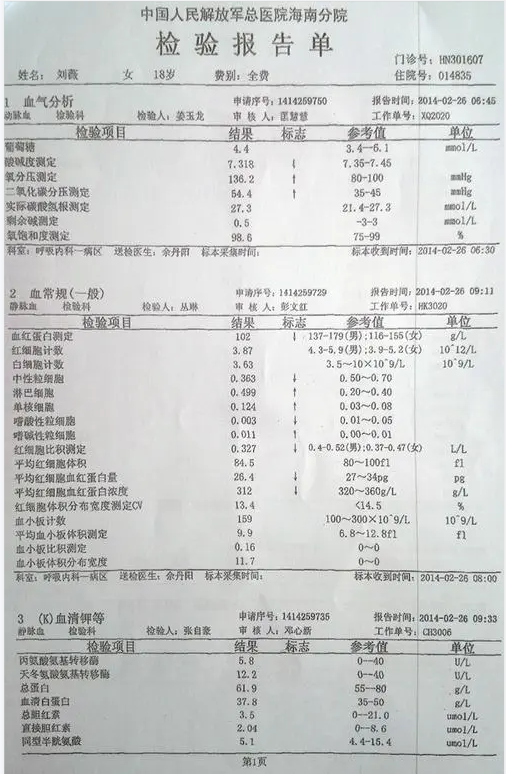 中国人民解放军总医院海南分院
检验报告单
门诊号：HN301607
姓名：刘薇 女 18岁 费别：全费 住院号：014835
1 血气分析 申请序号：1414259750 报告时间：2014-02-26 06:45
动脉血 检验科 检验人：姜玉龙 审核人：匡慧慧 工作单号：XQ2020
检验项目 结果 标志 参考值 单位
葡萄糖 4.4 3.4--6.1 mmol/L
酸碱度测定 7.318 ↓ 7.35-7.45
氧分压测定 136.2 ↑ 80-100 mmHg
二氧化碳分压测定 54.4 ↑ 35-45 mmHg
实际碳酸氢根测定 27.3 21.4-27.3 mmol/L
剩余碱测定 0.5 -3-3 mmol/L
氧饱和度测定 98.6 75-99 %
科室：呼吸内科一病区 送检医生：余丹阳 标本采集时间： 标本收到时间：2014-02-26 06:30
2 血常规(一般) 申请序号：1414259729 报告时间：2014-02-26 09:11
静脉血 检验科 检验人：丛琳 审核人：彭文红 工作单号：HK3020
检验项目 结果 标志 参考值 单位
血红蛋白测定 102 ↓ 137-179(男);116-155(女) g/L
红细胞计数 3.87 4.3-5.9(男);3.9-5.2(女) 10^12/L
白细胞计数 3.63 3.5~10×10^9/L 10^9/L
中性粒细胞 0.363 ↓ 0.50~0.70
淋巴细胞 0.499 ↑ 0.20~0.40
单核细胞 0.124 ↑ 0.03~0.08
嗜酸性粒细胞 0.003 ↓ 0.01~0.05
嗜碱性粒细胞 0.011 ↑ 0.00~0.01
红细胞比积测定 0.327 ↓ 0.4-0.52(男);0.37-0.47(女) L/L
平均红细胞体积 84.5 80~100fl fl
平均红细胞血红蛋白量 26.4 ↓ 27~34pg pg
平均红细胞血红蛋白浓度 312 ↓ 320~360g/L g/L
红细胞体积分布宽度测定CV 13.4 <14.5 %
血小板计数 159 100~300×10^9/L 10^9/L
平均血小板体积测定 9.9 6.8~12.8fl fl
血小板比积测定 0.16 0~0
血小板体积分布宽度 11.7 0~0
科室：呼吸内科一病区 送检医生：余丹阳 标本采集时间： 标本收到时间：2014-02-26 08:00
3 (K)血清钾等 申请序号：1414259735 报告时间：2014-02-26 09:33
静脉血 检验科 检验人：张自豪 审核人：邓心新 工作单号：CH3006
检验项目 结果 标志 参考值 单位
丙氨酸氨基转移酶 5.8 0--40 U/L
天冬氨酸氨基转移酶 12.2 0--40 U/L
总蛋白 61.9 55--80 g/L
血清白蛋白 37.8 35-50 g/L
总胆红素 3.5 0--21.0 umol/L
直接胆红素 2.04 0--8.6 umol/L
同型半胱氨酸 5.1 4.4-15.4 umol/L
第1页